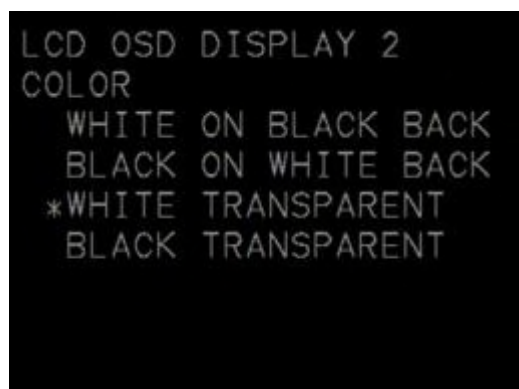 LCD OSD DISPLAY 2
COLOR
WHITE ON BLACK BACK
BLACK ON WHITE BACK
*WHITE TRANSPARENT
BLACK TRANSPARENT